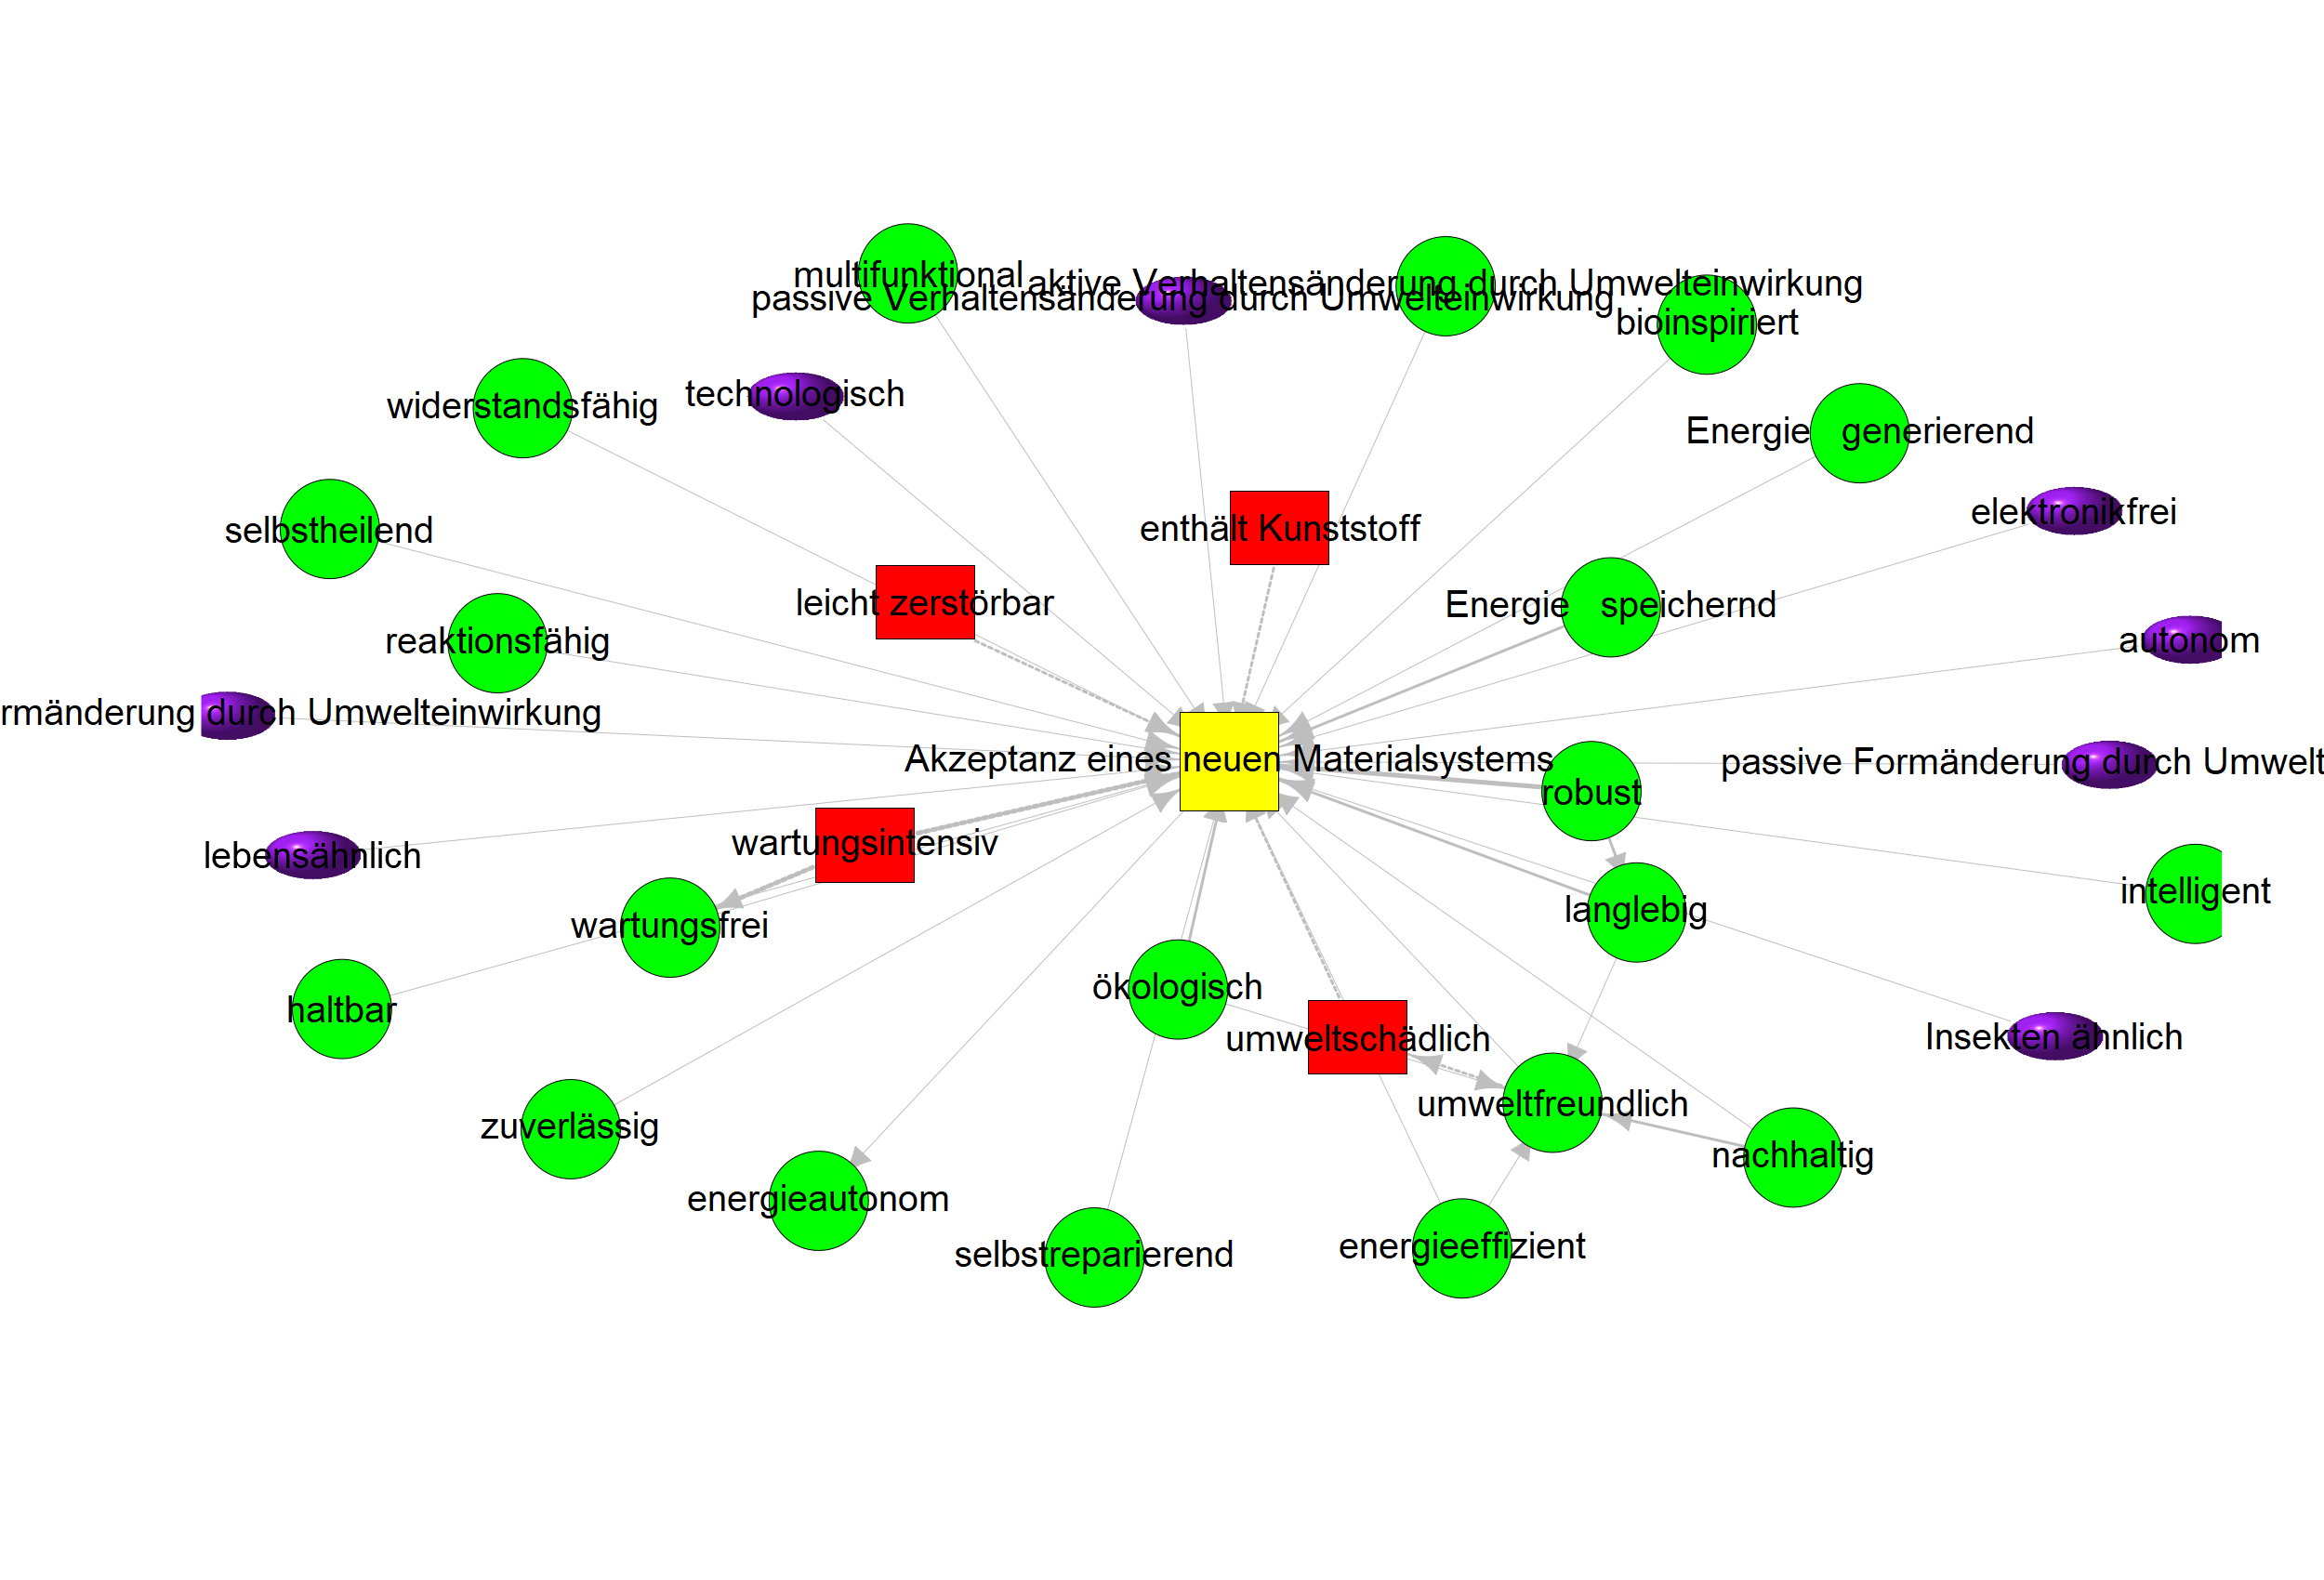 multifunktional
aktive Verhaltensänderung durch Umwelteinwirkung
passive Verhaltensänderung durch Umwelteinwirkung
bioinspiriert
technologisch
widerstandsfähig
Energie generierend
elektronikfrei
selbstheilend
enthält Kunststoff
leicht zerstörbar
Energie speichernd
reaktionsfähig
autonom
rmänderung durch Umwelteinwirkung
Akzeptanz eines neuen Materialsystems
passive Formänderung durch Umwelt
robust
wartungsintensiv
lebensähnlich
intelligent
langlebig
wartungsfrei
ökologisch
haltbar
umweltschädlich
Insekten ähnlich
umweltfreundlich
zuverlässig
nachhaltig
energieautonom
selbstreparierend
energieeffizient